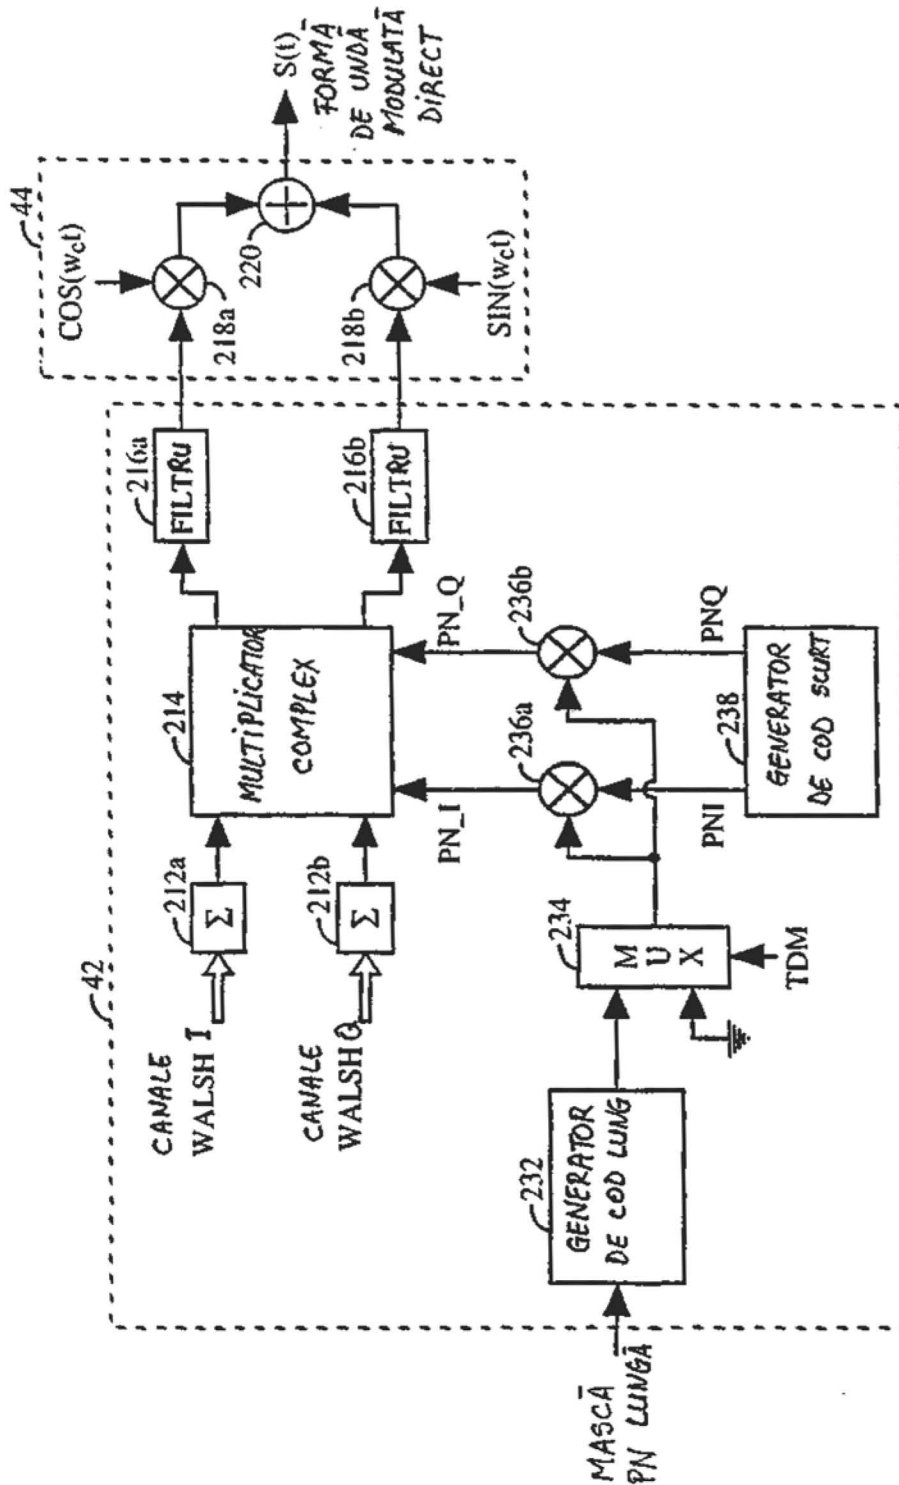 42
CANALE
WALSH I
212a
Σ
CANALE
WALSH Q
212b
Σ
214
MULTIPLICATOR
COMPLEX
216a
FILTRU
216b
FILTRU
44
COS(wct)
218a
220
218b
SIN(wct)
S(t)
FORMĂ
DE UNDĂ
MODULATĂ
DIRECT
PN_I
PN_Q
236a
236b
MASCĂ
PN LUNGĂ
232
GENERATOR
DE COD LUNG
234
M
U
X
TDM
PNI
PNQ
238
GENERATOR
DE COD SCURT